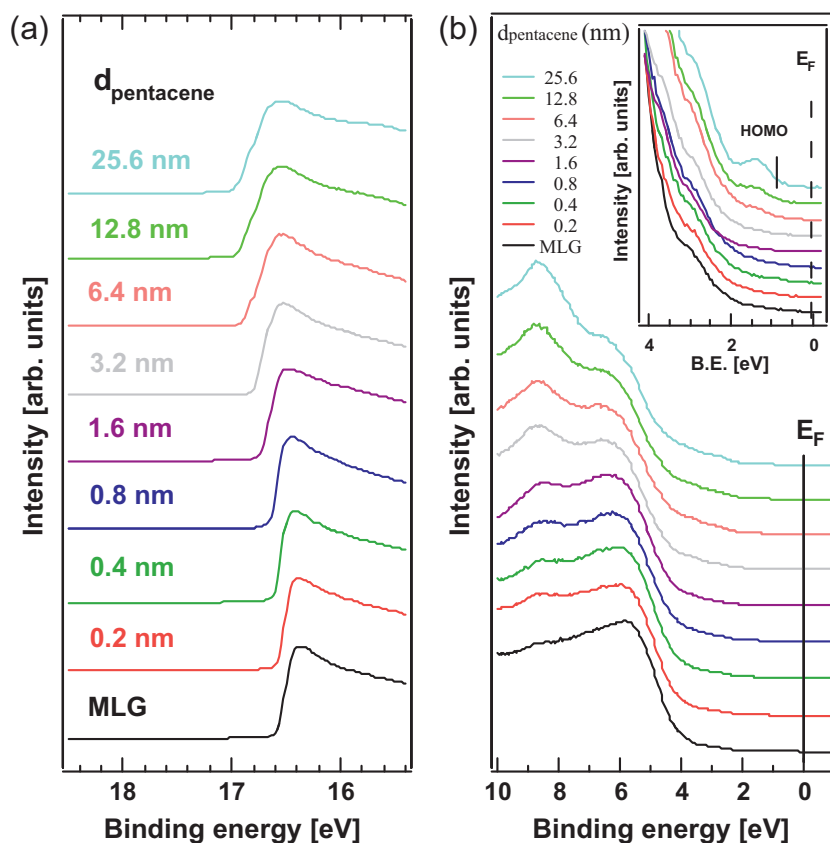 (a)
d_pentacene
25.6 nm
12.8 nm
6.4 nm
3.2 nm
1.6 nm
0.8 nm
0.4 nm
0.2 nm
MLG
Intensity [arb. units]
18 17 16
Binding energy [eV]
(b)
dpentacene (nm)
25.6
12.8
6.4
3.2
1.6
0.8
0.4
0.2
MLG
Intensity [arb. units]
E_F
HOMO
4 2 0
B.E. [eV]
E_F
Intensity [arb. units]
10 8 6 4 2 0
Binding energy [eV]